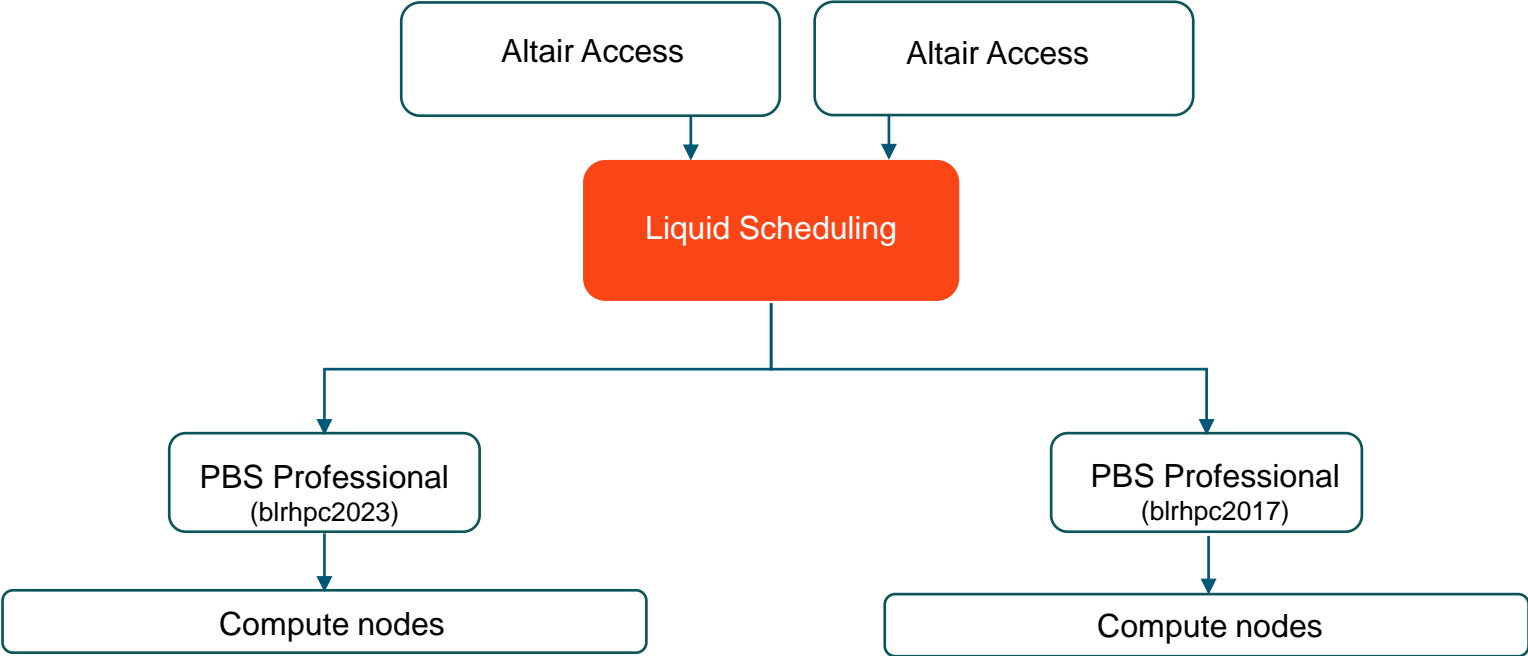 Altair Access
Altair Access
Liquid Scheduling
PBS Professional
(blrhpc2023)
PBS Professional
(blrhpc2017)
Compute nodes
Compute nodes